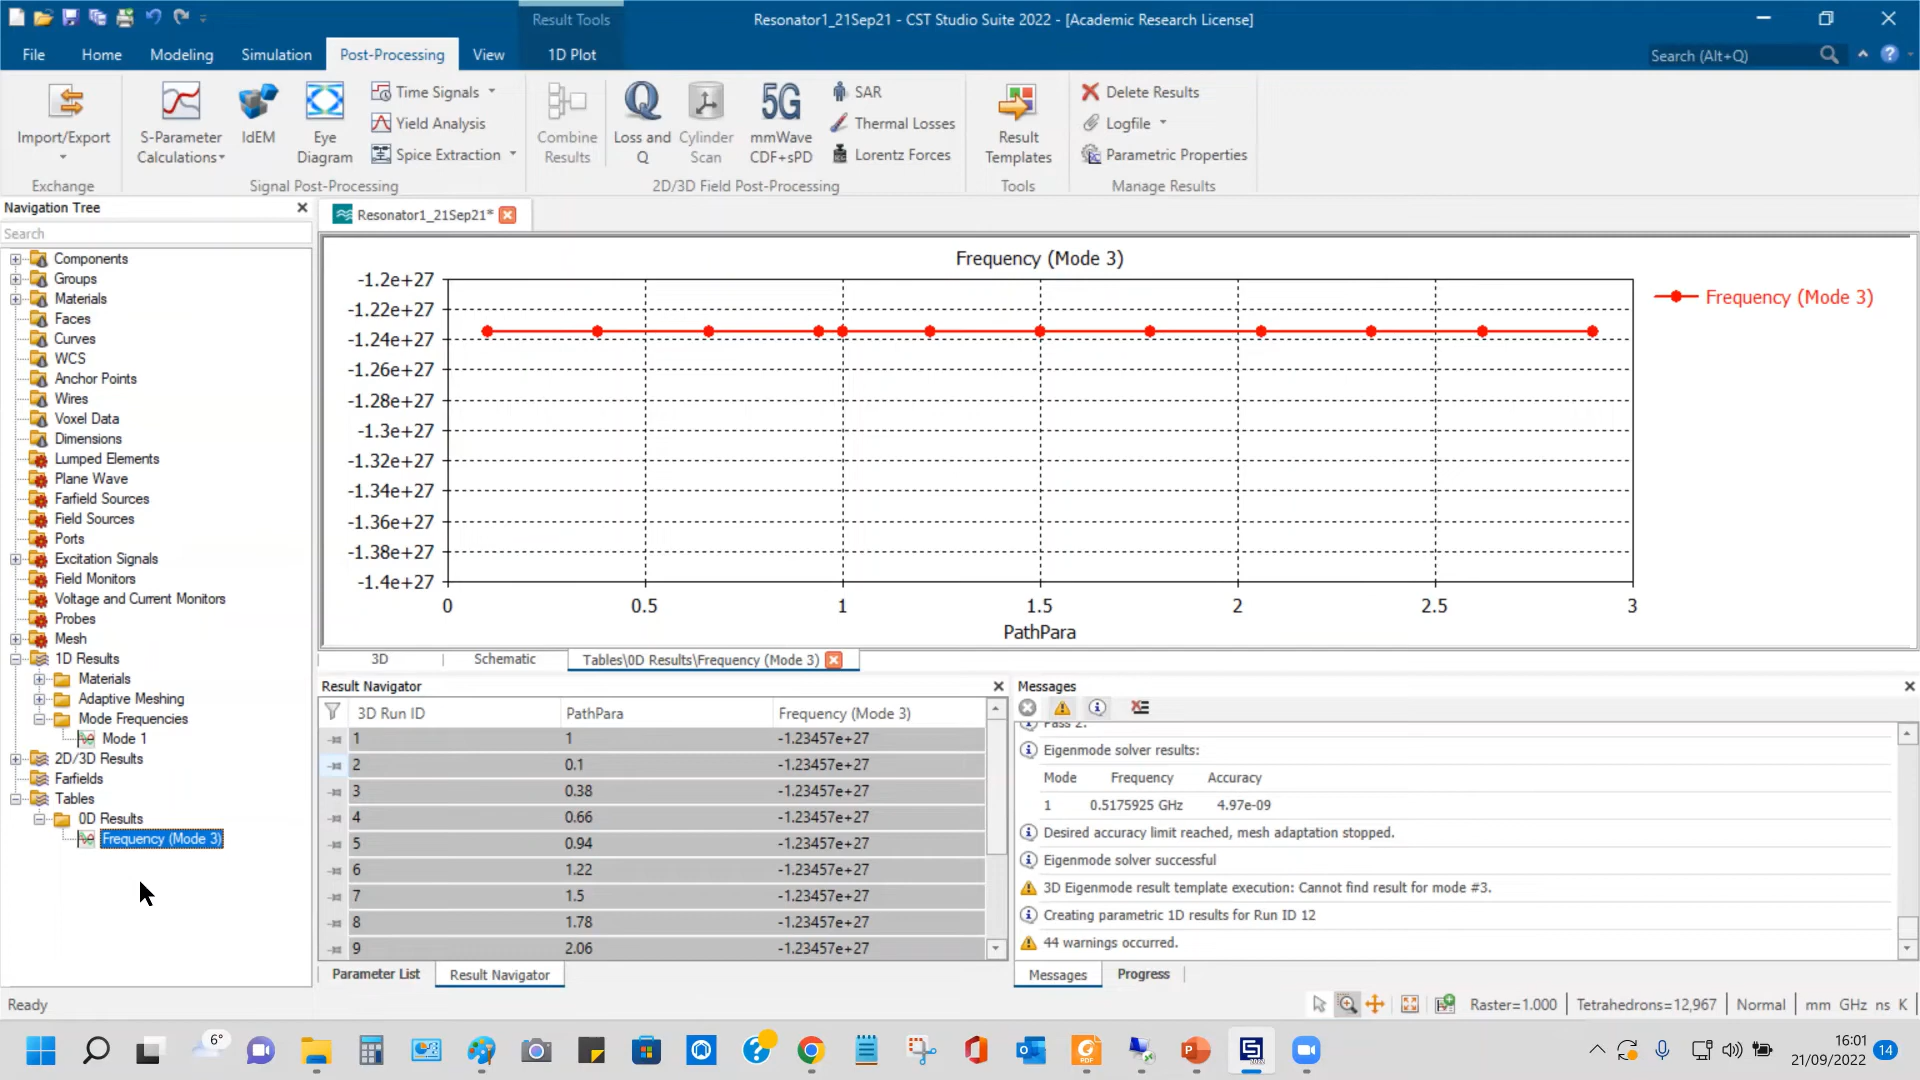 Result Tools
Resonator1_21Sep21 - CST Studio Suite 2022 - [Academic Research License]
File
Home
Modeling
Simulation
Post-Processing
View
1D Plot
Search (Alt+Q)
Import/Export
S-Parameter
Calculations
IdEM
Eye
Diagram
Time Signals
Yield Analysis
Spice Extraction
Combine
Results
Loss and
Q
Cylinder
Scan
5G
mmWave
CDF+sPD
SAR
Thermal Losses
Lorentz Forces
Result
Templates
Delete Results
Logfile
Parametric Properties
Exchange
Signal Post-Processing
2D/3D Field Post-Processing
Tools
Manage Results
Navigation Tree
Search
Components
Groups
Materials
Faces
Curves
WCS
Anchor Points
Wires
Voxel Data
Dimensions
Lumped Elements
Plane Wave
Farfield Sources
Field Sources
Ports
Excitation Signals
Field Monitors
Voltage and Current Monitors
Probes
Mesh
1D Results
Materials
Adaptive Meshing
Mode Frequencies
Mode 1
2D/3D Results
Farfields
Tables
0D Results
Frequency (Mode 3)
Resonator1_21Sep21*
Frequency (Mode 3)
-1.2e+27
-1.22e+27
-1.24e+27
-1.26e+27
-1.28e+27
-1.3e+27
-1.32e+27
-1.34e+27
-1.36e+27
-1.38e+27
-1.4e+27
0 0.5 1 1.5 2 2.5 3
PathPara
Frequency (Mode 3)
3D
Schematic
Tables\0D Results\Frequency (Mode 3)
Result Navigator
3D Run ID PathPara Frequency (Mode 3)
1 1 -1.23457e+27
2 0.1 -1.23457e+27
3 0.38 -1.23457e+27
4 0.66 -1.23457e+27
5 0.94 -1.23457e+27
6 1.22 -1.23457e+27
7 1.5 -1.23457e+27
8 1.78 -1.23457e+27
9 2.06 -1.23457e+27
Parameter List
Result Navigator
Messages
Pass 2:
Eigenmode solver results:
Mode Frequency Accuracy
1 0.5175925 GHz 4.97e-09
Desired accuracy limit reached, mesh adaptation stopped.
Eigenmode solver successful
3D Eigenmode result template execution: Cannot find result for mode #3.
Creating parametric 1D results for Run ID 12
44 warnings occurred.
Messages
Progress
Ready
Raster=1.000
Tetrahedrons=12,967
Normal
mm GHz ns K
6°
16:01
21/09/2022
14